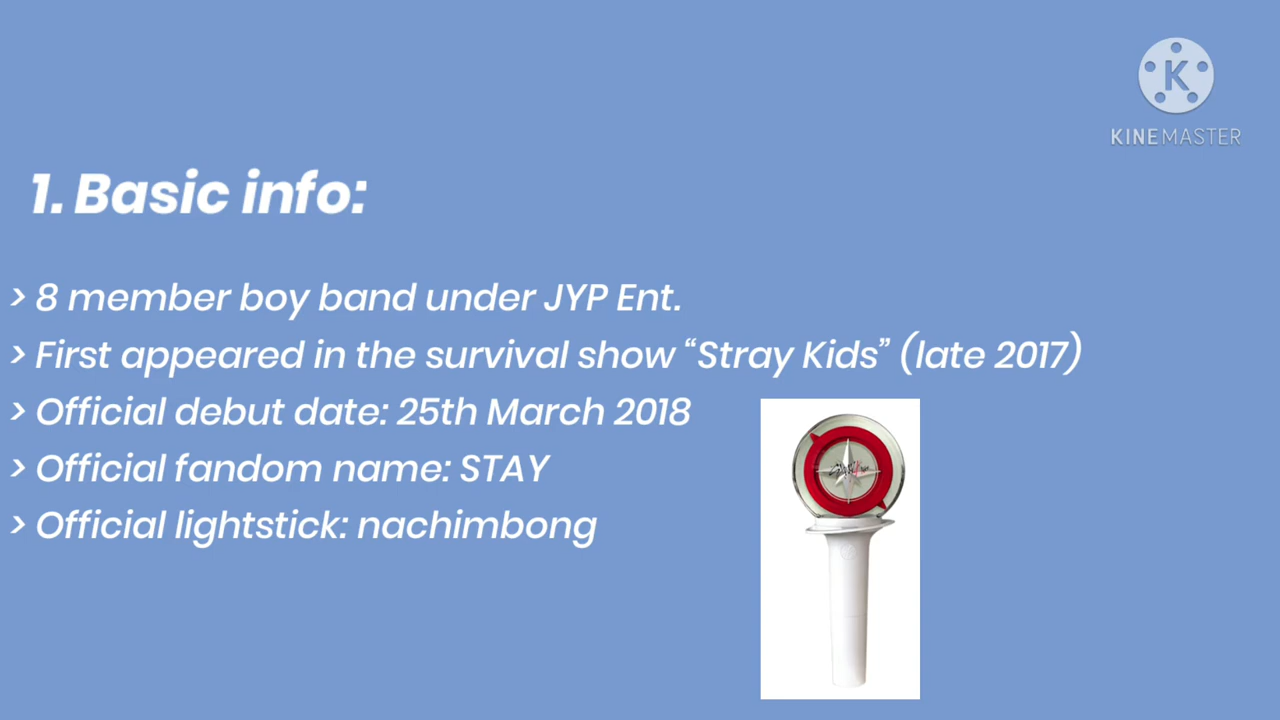 KINEMASTER
1. Basic info:
> 8 member boy band under JYP Ent.
> First appeared in the survival show “Stray Kids” (late 2017)
> Official debut date: 25th March 2018
> Official fandom name: STAY
> Official lightstick: nachimbong